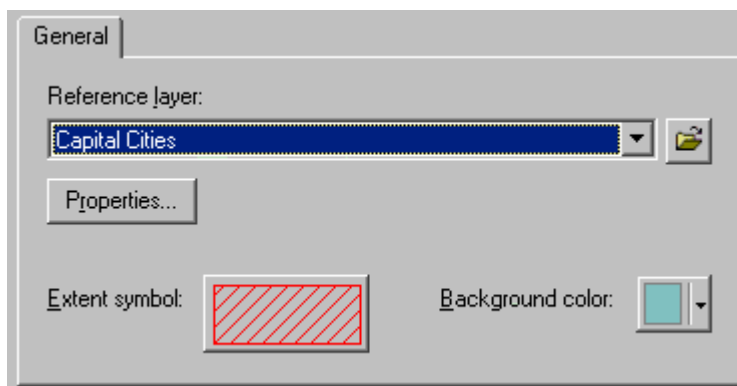 General
Reference layer:
Capital Cities
Properties...
Extent symbol:
Background color: